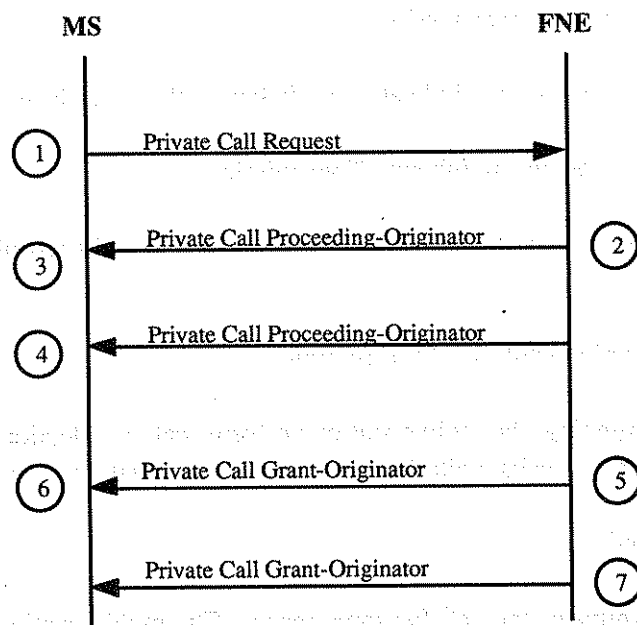 MS FNE
1 Private Call Request
Private Call Proceeding-Originator 2
3
Private Call Proceeding-Originator
4
6 Private Call Grant-Originator 5
Private Call Grant-Originator 7